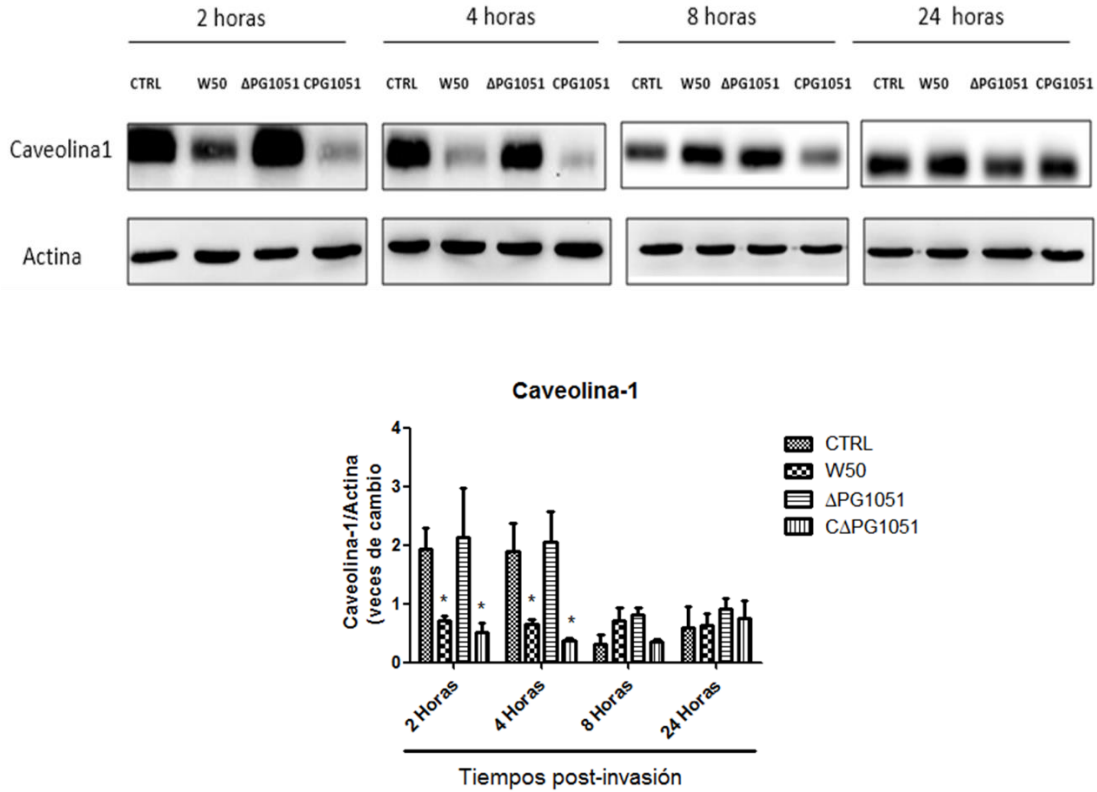 2 horas 4 horas 8 horas 24 horas
CTRL W50 ΔPG1051 CPG1051 CTRL W50 ΔPG1051 CPG1051 CRTL W50 ΔPG1051 CPG1051 CTRL W50 ΔPG1051 CPG1051
Caveolina1
Actina
Caveolina-1
Caveolina-1/Actina
(veces de cambio
4
3
2
1
0
* * * *
2 Horas 4 Horas 8 Horas 24 Horas
Tiempos post-invasión
CTRL
W50
ΔPG1051
CΔPG1051